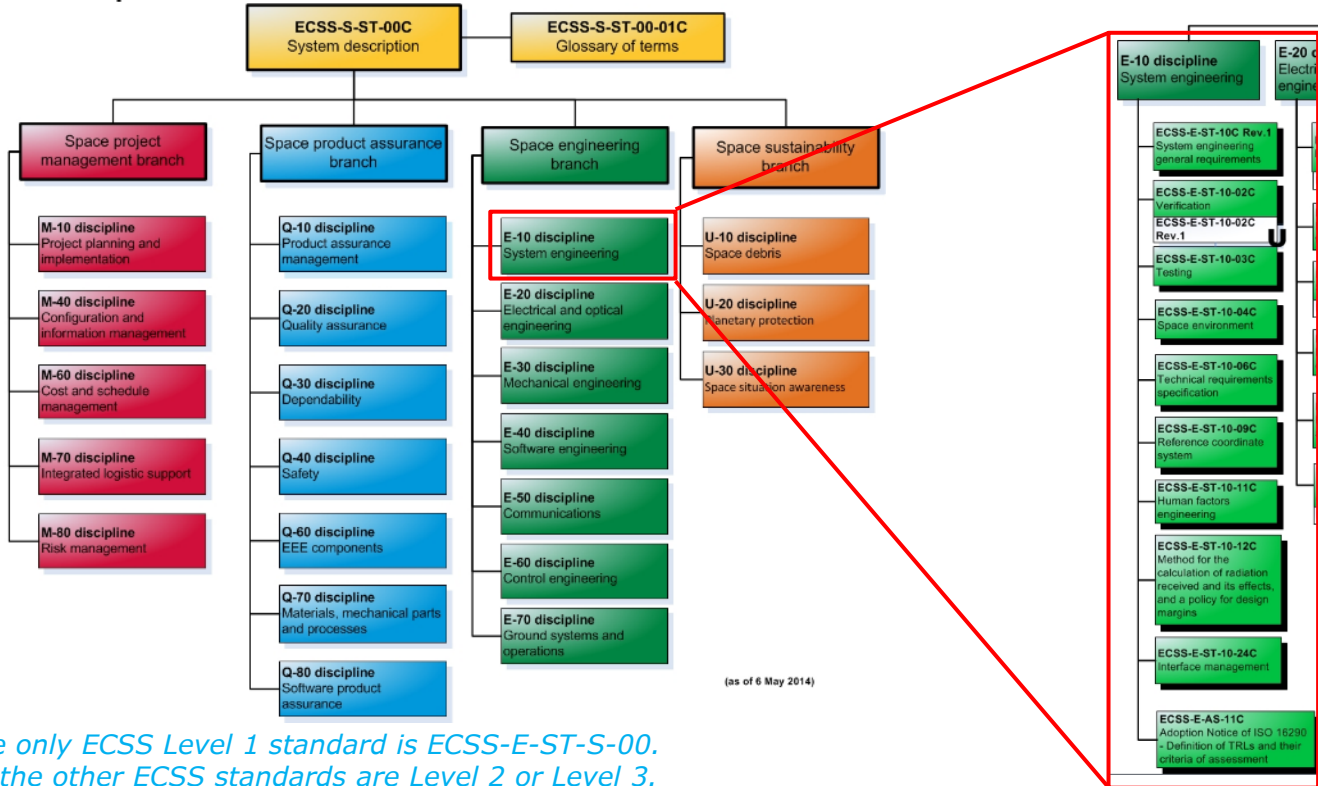 ECSS-S-ST-00C
System description
ECSS-S-ST-00-01C
Glossary of terms
Space project
management branch
M-10 discipline
Project planning and
implementation
M-40 discipline
Configuration and
information management
M-60 discipline
Cost and schedule
management
M-70 discipline
Integrated logistic support
M-80 discipline
Risk management
Space product assurance
branch
Q-10 discipline
Product assurance
management
Q-20 discipline
Quality assurance
Q-30 discipline
Dependability
Q-40 discipline
Safety
Q-60 discipline
EEE components
Q-70 discipline
Materials, mechanical parts
and processes
Q-80 discipline
Software product
assurance
Space engineering
branch
E-10 discipline
System engineering
E-20 discipline
Electrical and optical
engineering
E-30 discipline
Mechanical engineering
E-40 discipline
Software engineering
E-50 discipline
Communications
E-60 discipline
Control engineering
E-70 discipline
Ground systems and
operations
Space sustainability
branch
U-10 discipline
Space debris
U-20 discipline
Planetary protection
U-30 discipline
Space situation awareness
(as of 6 May 2014)
only ECSS Level 1 standard is ECSS-E-ST-S-00.
the other ECSS standards are Level 2 or Level 3.
E-10 discipline
System engineering
ECSS-E-ST-10C Rev.1
System engineering
general requirements
ECSS-E-ST-10-02C
Verification
ECSS-E-ST-10-02C
Rev.1
U
ECSS-E-ST-10-03C
Testing
ECSS-E-ST-10-04C
Space environment
ECSS-E-ST-10-06C
Technical requirements
specification
ECSS-E-ST-10-09C
Reference coordinate
system
ECSS-E-ST-10-11C
Human factors
engineering
ECSS-E-ST-10-12C
Method for the
calculation of radiation
received and its effects,
and a policy for design
margins
ECSS-E-ST-10-24C
Interface management
ECSS-E-AS-11C
Adoption Notice of ISO 16290
- Definition of TRLs and their
criteria of assessment
E-20